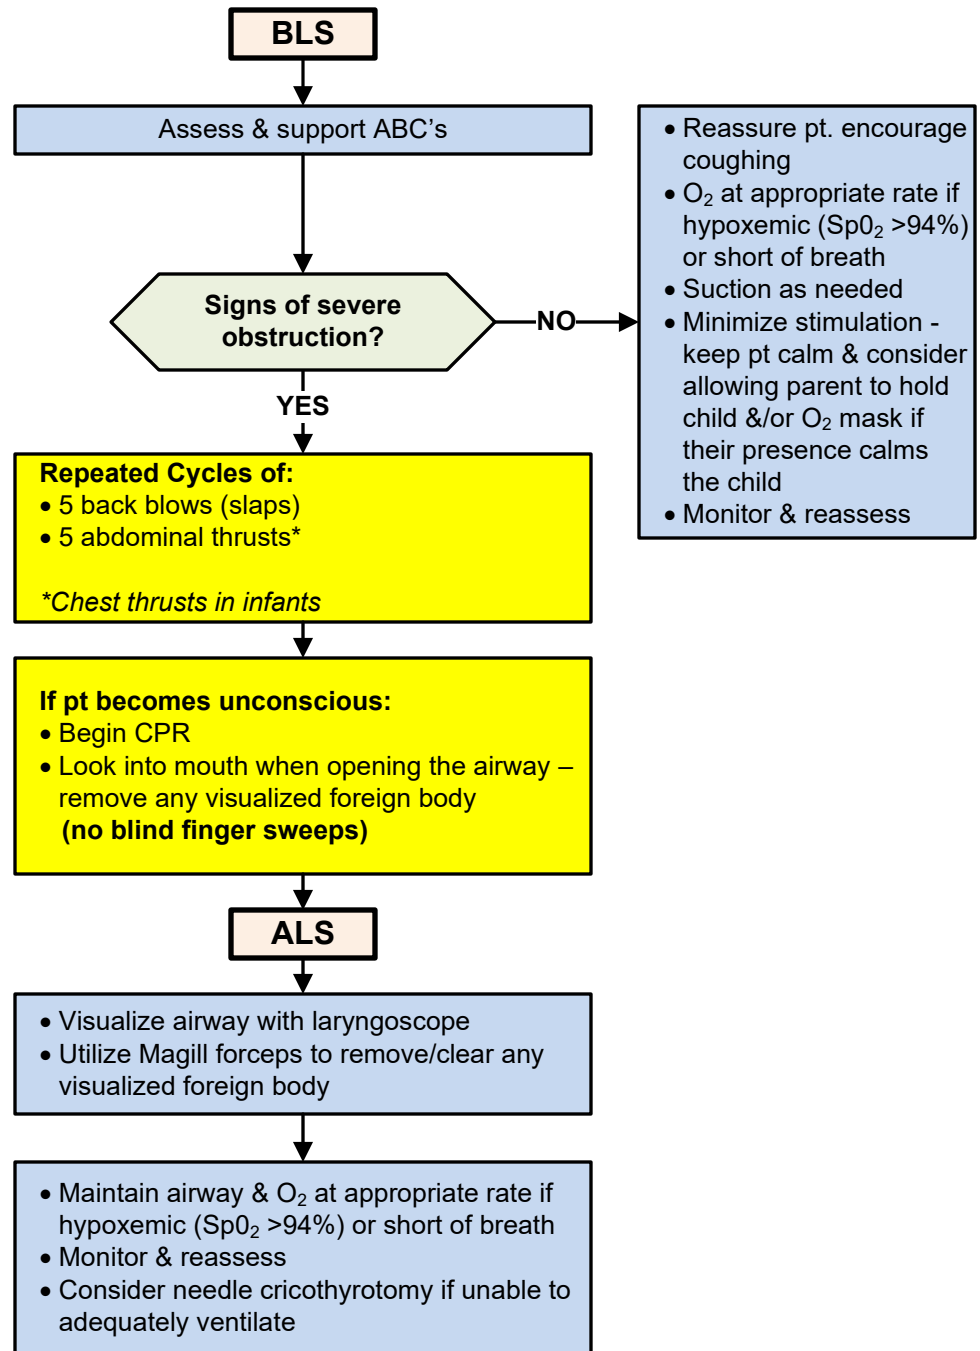 BLS
Assess & support ABC’s
Signs of severe
obstruction?
NO
YES
• Reassure pt. encourage
coughing
• O₂ at appropriate rate if
hypoxemic (Sp0₂ >94%)
or short of breath
• Suction as needed
• Minimize stimulation -
keep pt calm & consider
allowing parent to hold
child &/or O₂ mask if
their presence calms
the child
• Monitor & reassess
Repeated Cycles of:
• 5 back blows (slaps)
• 5 abdominal thrusts*
*Chest thrusts in infants
If pt becomes unconscious:
• Begin CPR
• Look into mouth when opening the airway –
remove any visualized foreign body
(no blind finger sweeps)
ALS
• Visualize airway with laryngoscope
• Utilize Magill forceps to remove/clear any
visualized foreign body
• Maintain airway & O₂ at appropriate rate if
hypoxemic (Sp0₂ >94%) or short of breath
• Monitor & reassess
• Consider needle cricothyrotomy if unable to
adequately ventilate